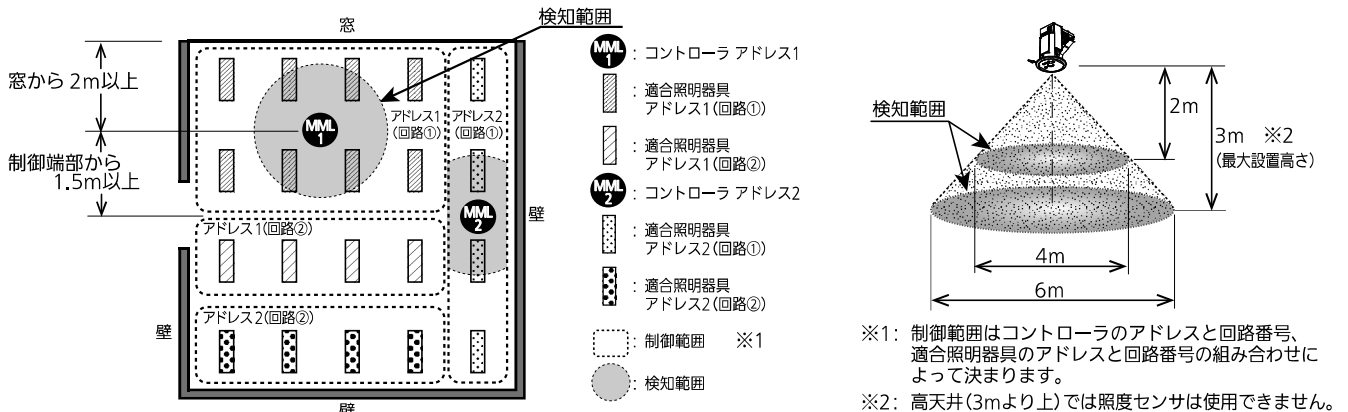 窓
検知範囲
窓から 2m以上
制御端部から
1.5m以上
MML
1
アドレス1
(回路①)
アドレス2
(回路①)
MML
2
壁
アドレス1(回路②)
アドレス2(回路②)
壁
壁
MML
1
: コントローラ アドレス1
: 適合照明器具
アドレス1(回路①)
: 適合照明器具
アドレス1(回路②)
MML
2
: コントローラ アドレス2
: 適合照明器具
アドレス2(回路①)
: 適合照明器具
アドレス2(回路②)
: 制御範囲 ※1
: 検知範囲
検知範囲
2m
3m ※2
(最大設置高さ)
4m
6m
※1: 制御範囲はコントローラのアドレスと回路番号、
適合照明器具のアドレスと回路番号の組み合わせに
よって決まります。
※2: 高天井(3mより上)では照度センサは使用できません。